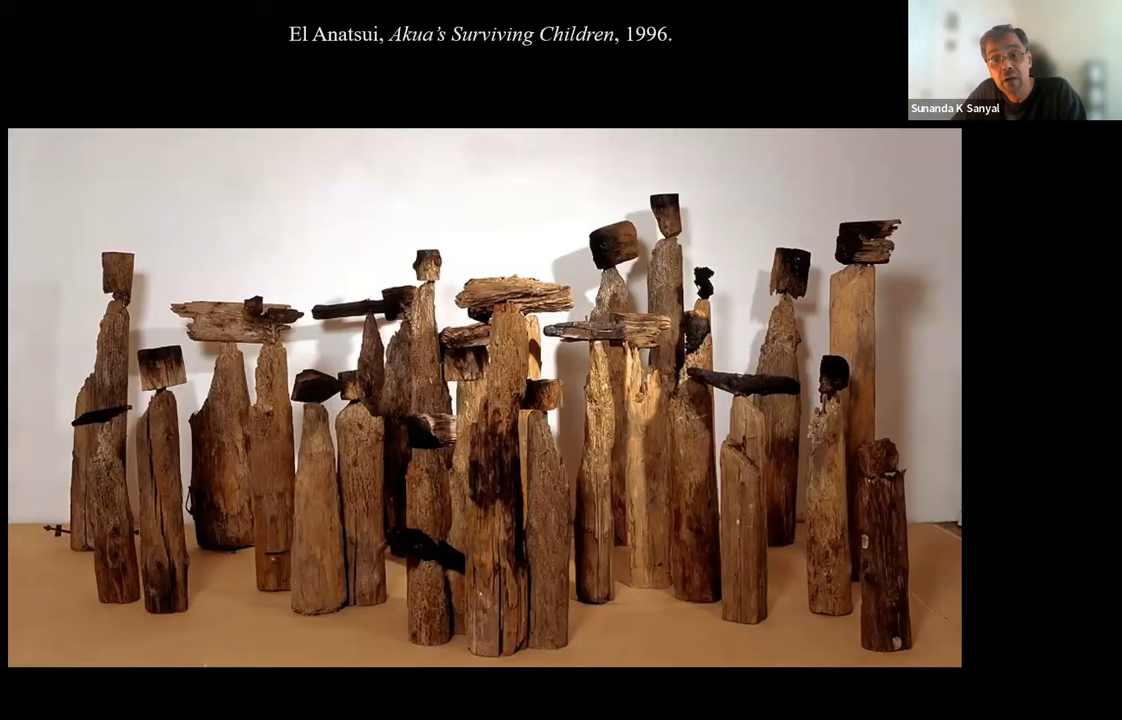 El Anatsui, Akua's Surviving Children, 1996.
Sunanda K Sanyal